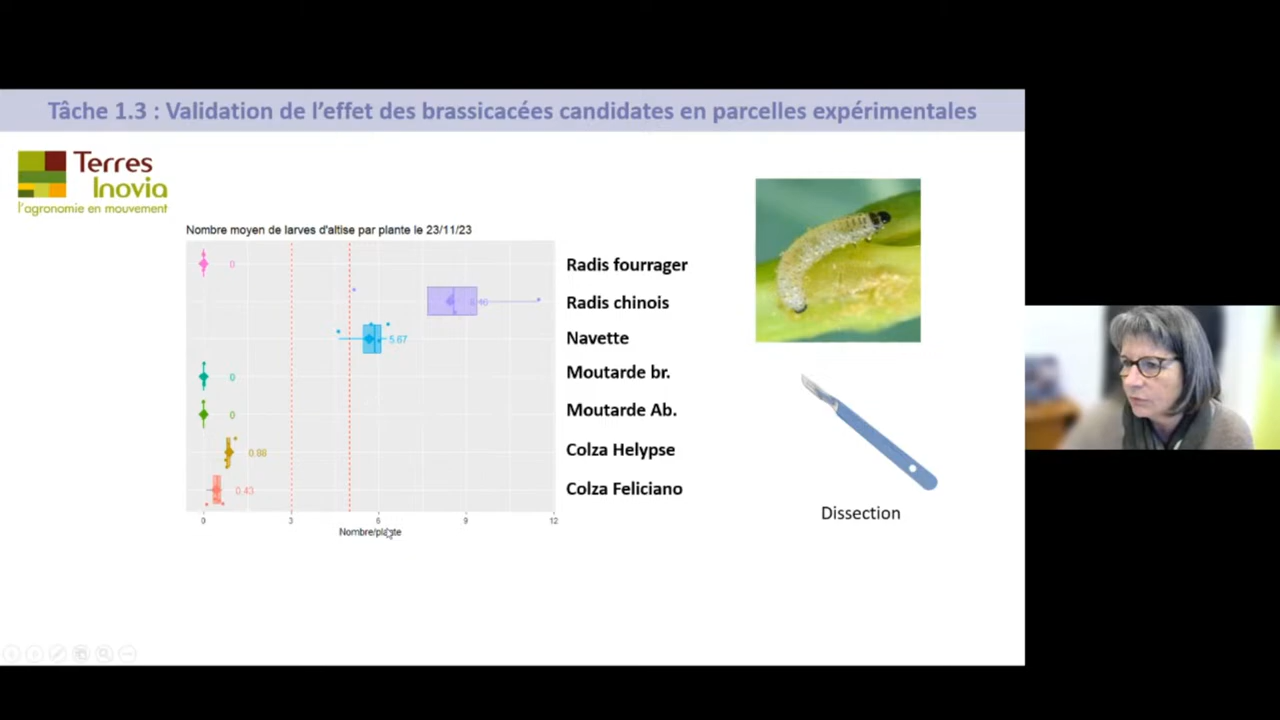 Tâche 1.3 : Validation de l'effet des brassicacées candidates en parcelles expérimentales
Terres
Inovia
l'agronomie en mouvement
Nombre moyen de larves d'altise par plante le 23/11/23
0
Radis fourrager
8.46
Radis chinois
5.67
Navette
0
Moutarde br.
0
Moutarde Ab.
0.88
Colza Helypse
0.43
Colza Feliciano
0 3 6 9 12
Nombre/plante
Dissection